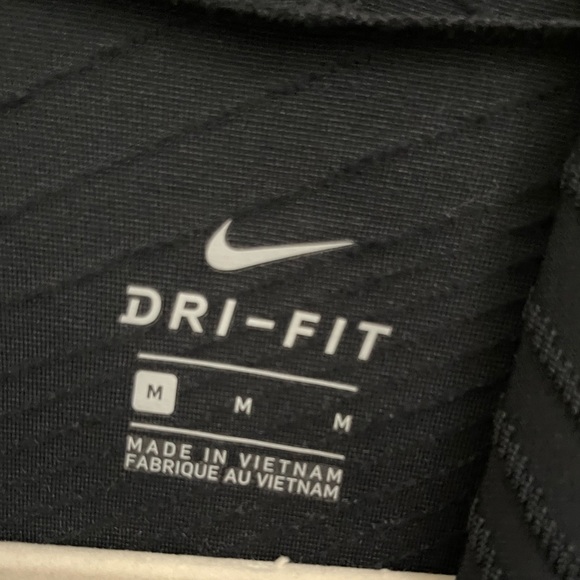 DRI-FIT
M M M
MADE IN VIETNAM
FABRIQUE AU VIETNAM